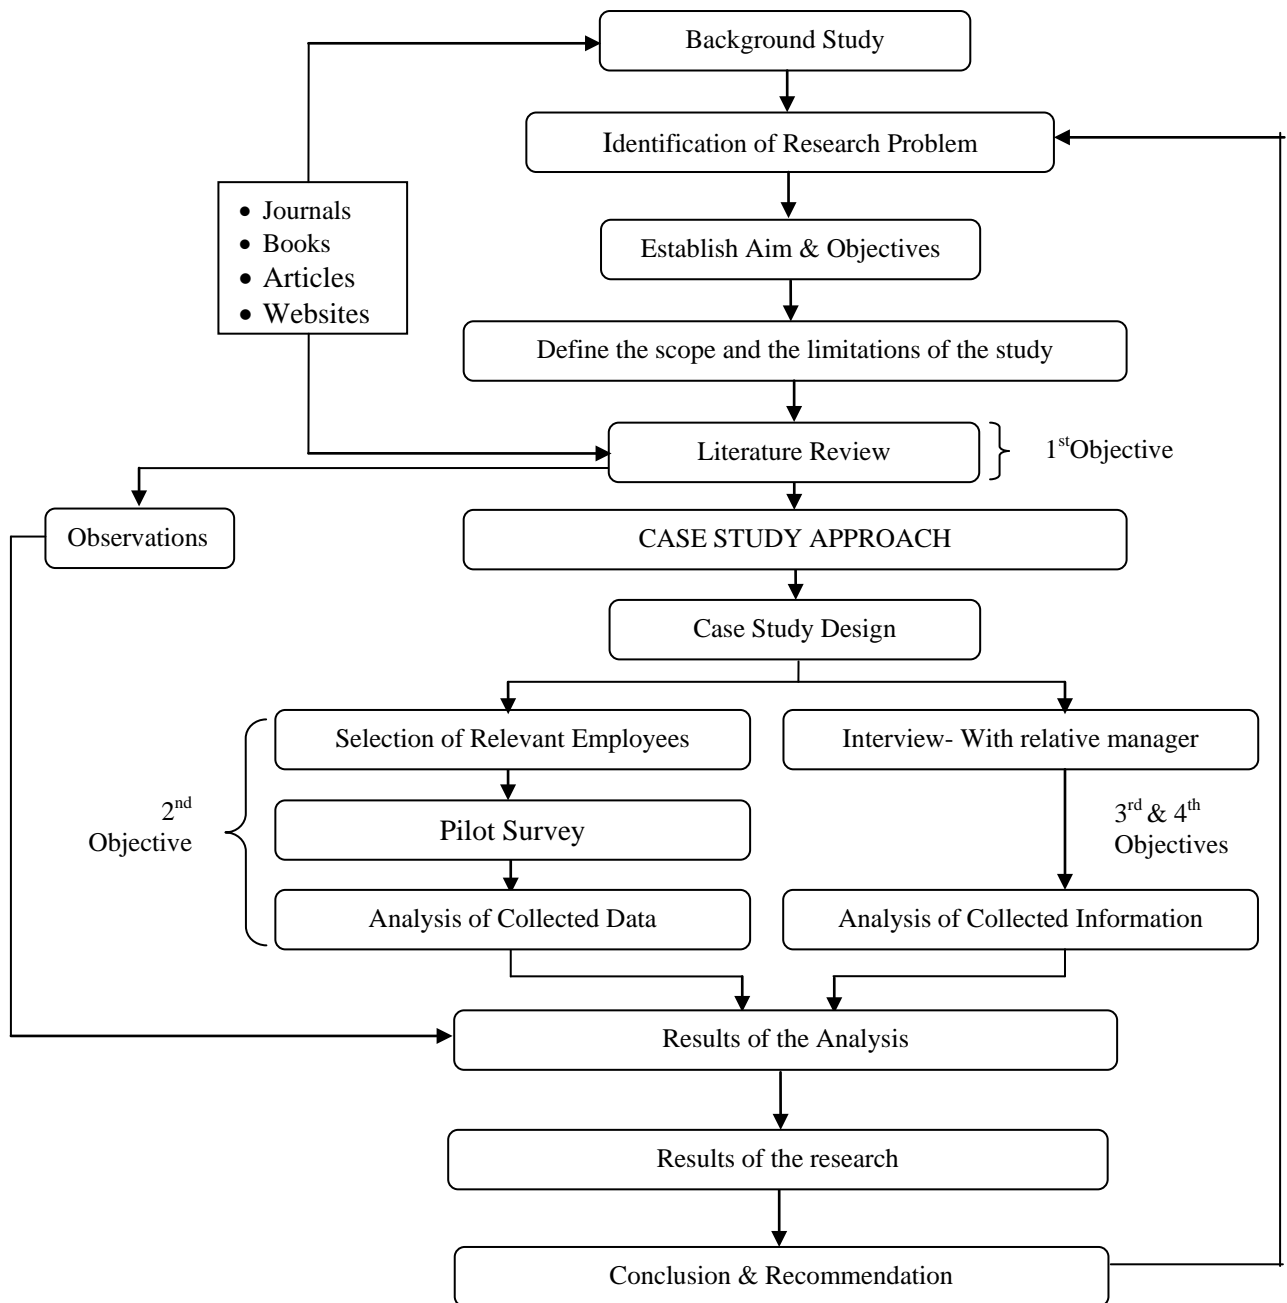 Background Study
Identification of Research Problem
• Journals
• Books
• Articles
• Websites
Establish Aim & Objectives
Define the scope and the limitations of the study
Literature Review
1stObjective
Observations
CASE STUDY APPROACH
Case Study Design
Selection of Relevant Employees
Interview- With relative manager
2nd
Objective
Pilot Survey
3rd & 4th
Objectives
Analysis of Collected Data
Analysis of Collected Information
Results of the Analysis
Results of the research
Conclusion & Recommendation